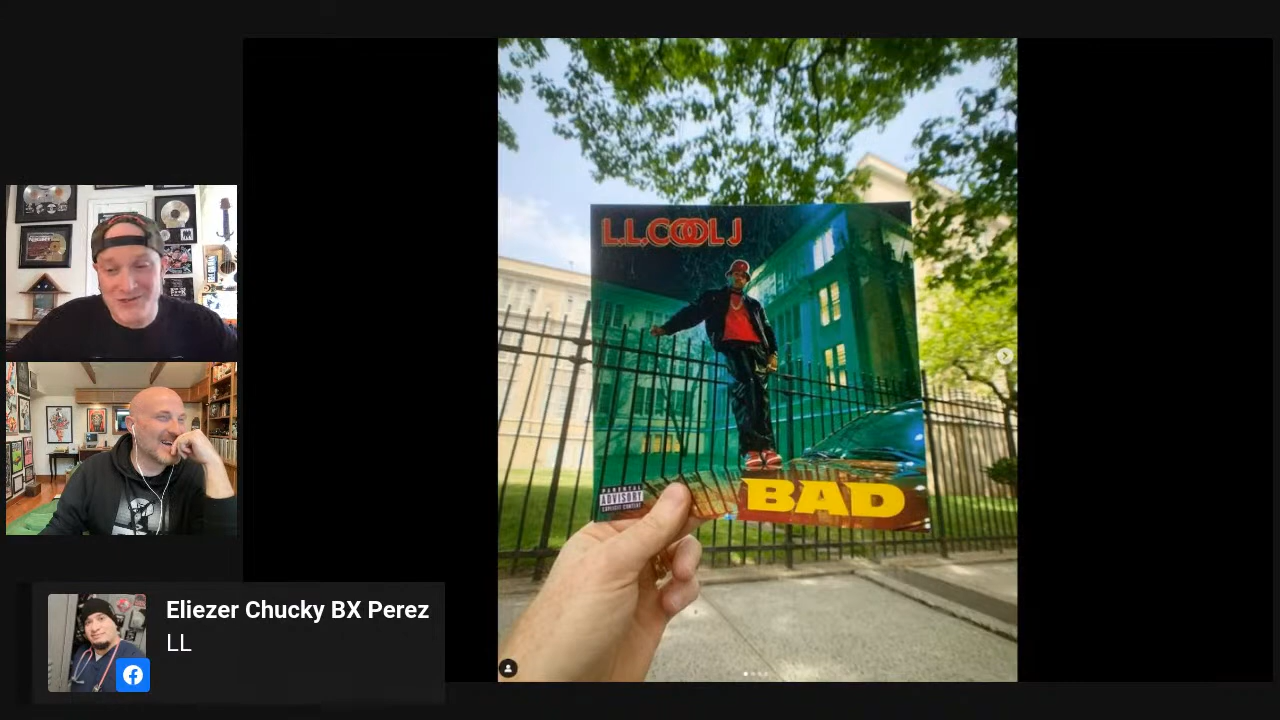 L.L.COOL J
PARENTAL
ADVISORY
EXPLICIT CONTENT
BAD
Eliezer Chucky BX Perez
LL